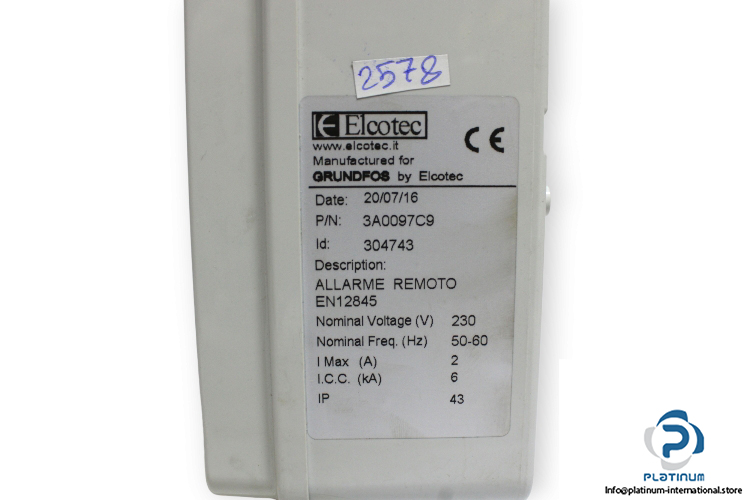 2578
Elcotec
CE
www.elcotec.it
Manufactured for
GRUNDFOS by Elcotec
Date: 20/07/16
P/N: 3A0097C9
Id: 304743
Description:
ALLARME REMOTO
EN12845
Nominal Voltage (V) 230
Nominal Freq. (Hz) 50-60
I Max (A) 2
I.C.C. (kA) 6
IP 43
PLATINUM
Info@platinum-international.store